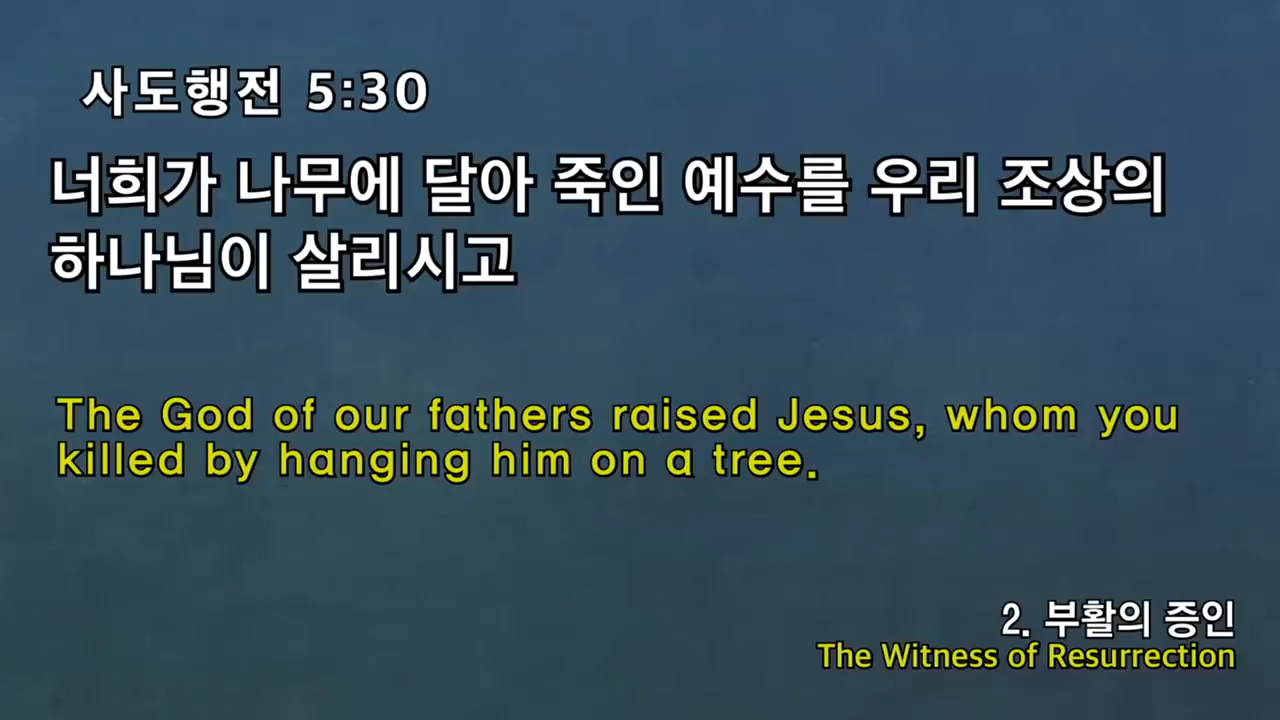 사도행전 5:30
너희가 나무에 달아 죽인 예수를 우리 조상의
하나님이 살리시고
The God of our fathers raised Jesus, whom you
killed by hanging him on a tree.
2. 부활의 증인
The Witness of Resurrection